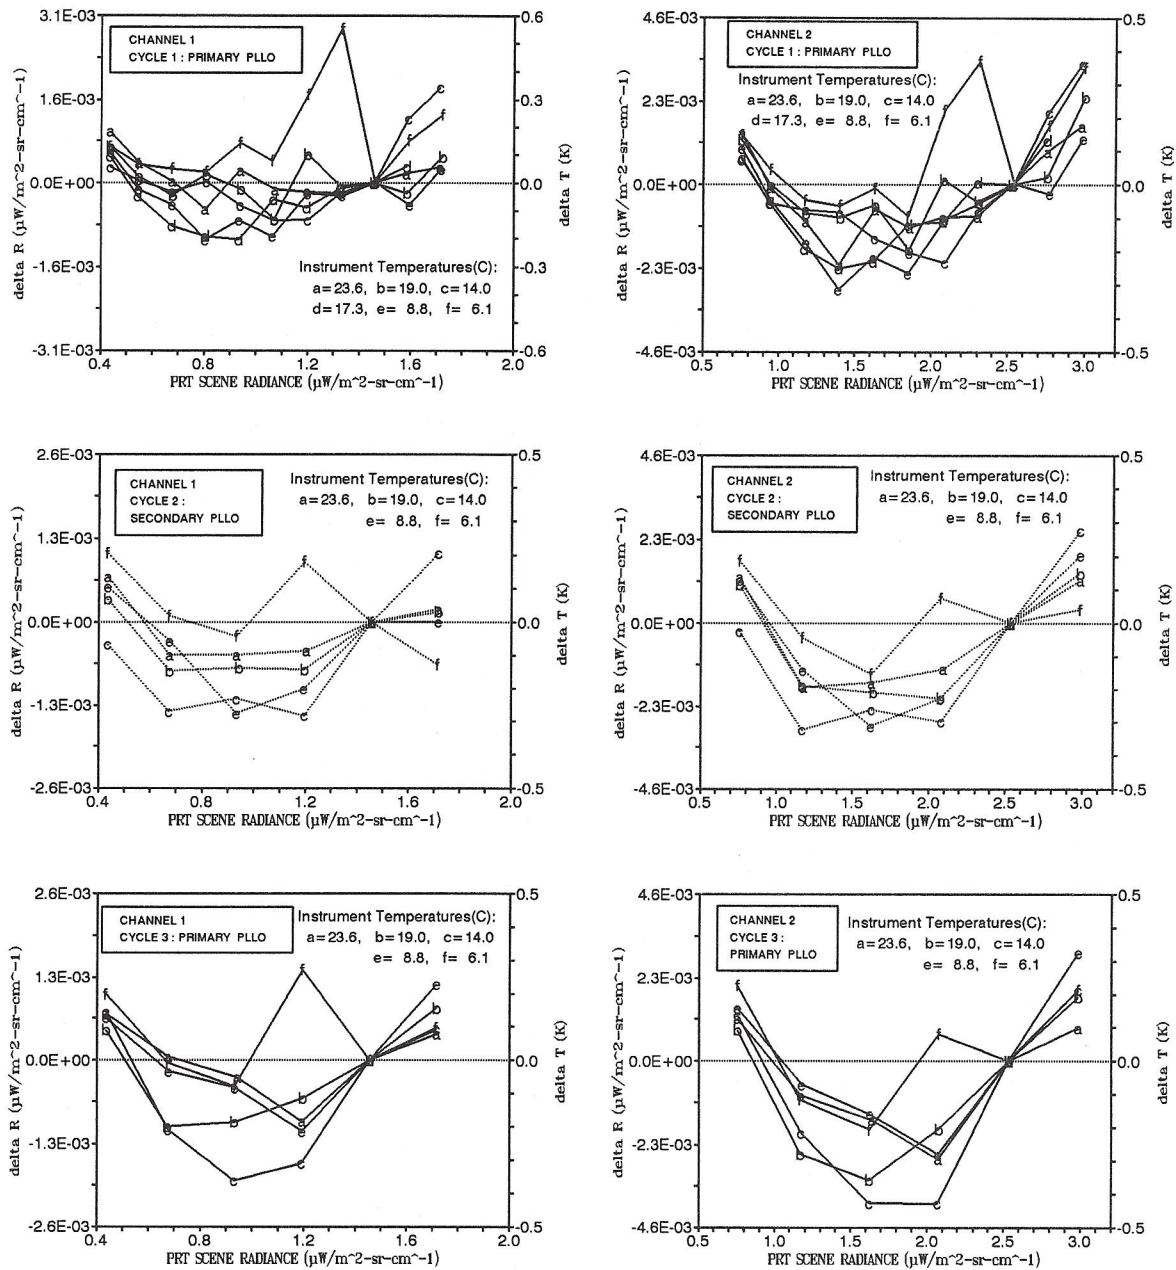 3.1E-03
1.6E-03
0.0E+00
-1.6E-03
-3.1E-03
delta R (µW/m^2-sr-cm^-1)
CHANNEL 1
CYCLE 1 : PRIMARY PLLO
Instrument Temperatures(C):
a=23.6, b=19.0, c=14.0
d=17.3, e= 8.8, f= 6.1
0.6
0.3
0.0
-0.3
-0.6
delta T (K)
0.4 0.8 1.2 1.6 2.0
PRT SCENE RADIANCE (µW/m^2-sr-cm^-1)
4.6E-03
2.3E-03
0.0E+00
-2.3E-03
-4.6E-03
delta R (µW/m^2-sr-cm^-1)
CHANNEL 2
CYCLE 1 : PRIMARY PLLO
Instrument Temperatures(C):
a=23.6, b=19.0, c=14.0
d=17.3, e= 8.8, f= 6.1
0.5
0.0
-0.5
delta T (K)
0.5 1.0 1.5 2.0 2.5 3.0
PRT SCENE RADIANCE (µW/m^2-sr-cm^-1)
2.6E-03
1.3E-03
0.0E+00
-1.3E-03
-2.6E-03
delta R (µW/m^2-sr-cm^-1)
CHANNEL 1
CYCLE 2 :
SECONDARY PLLO
Instrument Temperatures(C):
a=23.6, b=19.0, c=14.0
e= 8.8, f= 6.1
0.5
0.0
-0.5
delta T (K)
0.4 0.8 1.2 1.6 2.0
PRT SCENE RADIANCE (µW/m^2-sr-cm^-1)
4.6E-03
2.3E-03
0.0E+00
-2.3E-03
-4.6E-03
delta R (µW/m^2-sr-cm^-1)
CHANNEL 2
CYCLE 2 :
SECONDARY PLLO
Instrument Temperatures(C):
a=23.6, b=19.0, c=14.0
e= 8.8, f= 6.1
0.5
0.0
-0.5
delta T (K)
0.5 1.0 1.5 2.0 2.5 3.0
PRT SCENE RADIANCE (µW/m^2-sr-cm^-1)
2.6E-03
1.3E-03
0.0E+00
-1.3E-03
-2.6E-03
delta R (µW/m^2-sr-cm^-1)
CHANNEL 1
CYCLE 3 : PRIMARY PLLO
Instrument Temperatures(C):
a=23.6, b=19.0, c=14.0
e= 8.8, f= 6.1
0.5
0.0
-0.5
delta T (K)
0.4 0.8 1.2 1.6 2.0
PRT SCENE RADIANCE (µW/m^2-sr-cm^-1)
4.6E-03
2.3E-03
0.0E+00
-2.3E-03
-4.6E-03
delta R (µW/m^2-sr-cm^-1)
CHANNEL 2
CYCLE 3 :
PRIMARY PLLO
Instrument Temperatures(C):
a=23.6, b=19.0, c=14.0
e= 8.8, f= 6.1
0.5
0.0
-0.5
delta T (K)
0.5 1.0 1.5 2.0 2.5 3.0
PRT SCENE RADIANCE (µW/m^2-sr-cm^-1)